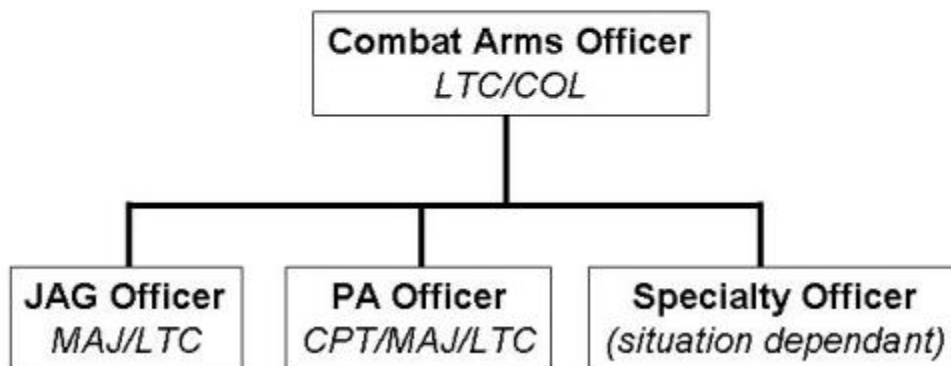 Combat Arms Officer
LTC/COL
JAG Officer
MAJ/LTC
PA Officer
CPT/MAJ/LTC
Specialty Officer
(situation dependant)